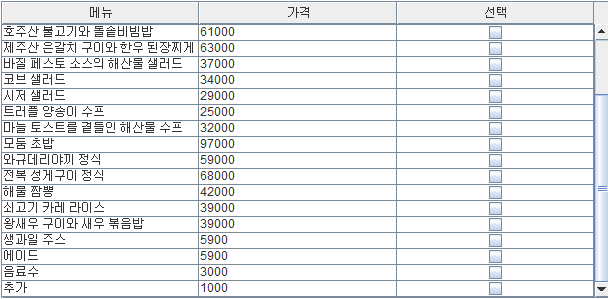 메뉴 가격 선택
호주산 불고기와 돌솥비빔밥 61000
제주산 은갈치 구이와 한우 된장찌게 63000
바질 페스토 소스의 해산물 샐러드 37000
코브 샐러드 34000
시저 샐러드 29000
트러플 양송이 수프 25000
마늘 토스트를 곁들인 해산물 수프 32000
모둠 초밥 97000
와규데리야끼 정식 59000
전복 성게구이 정식 68000
해물 짬뽕 42000
쇠고기 카레 라이스 39000
왕새우 구이와 새우 볶음밥 39000
생과일 주스 5900
에이드 5900
음료수 3000
추가 1000